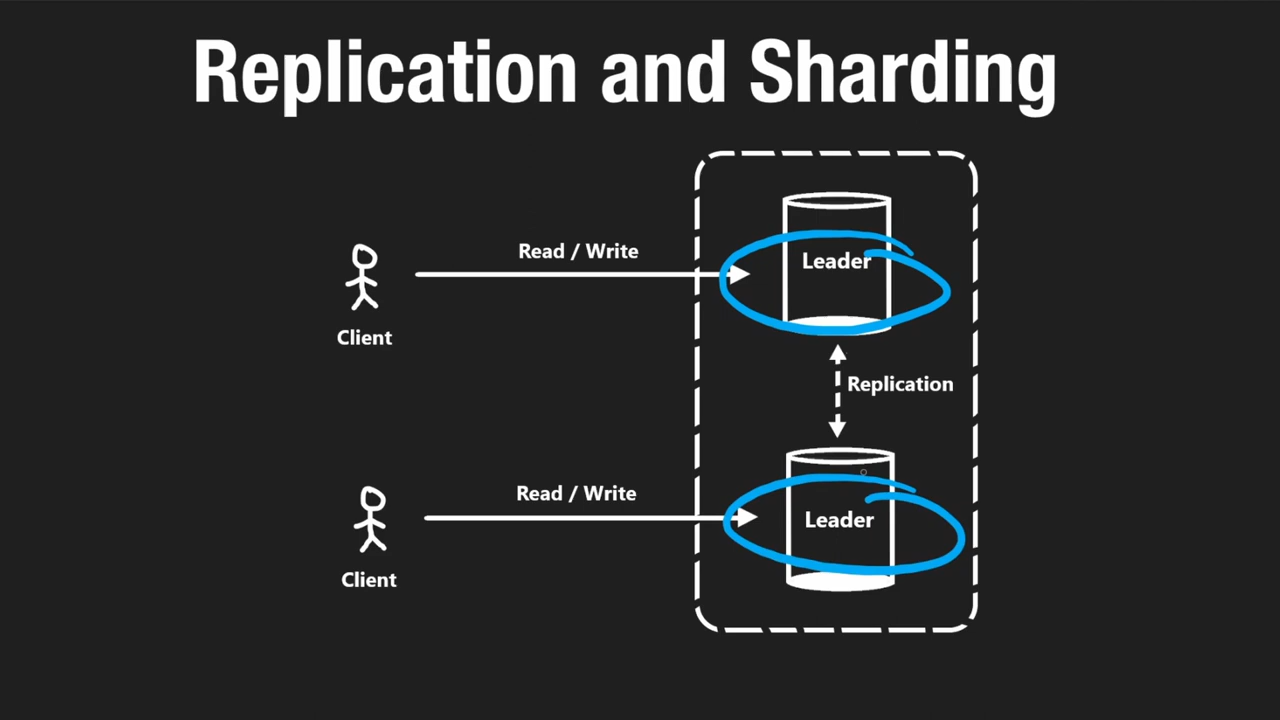 Replication and Sharding
Read / Write
Leader
Client
Replication
Read / Write
Leader
Client